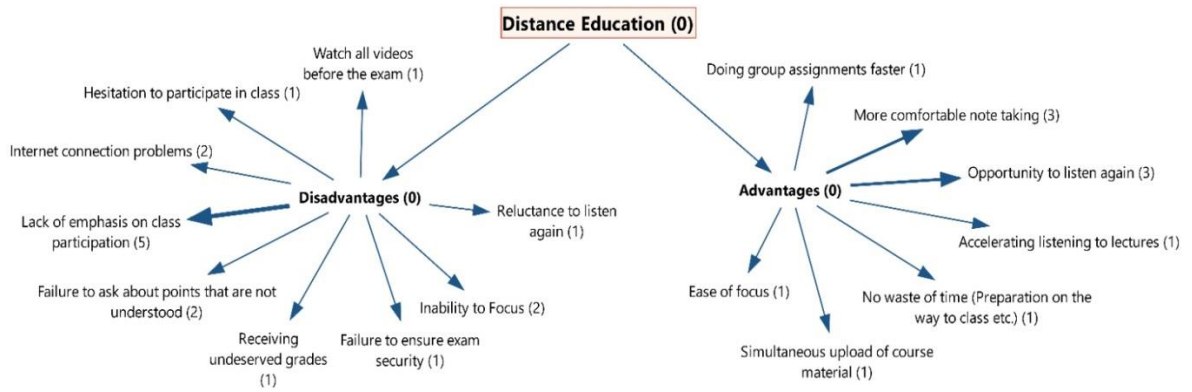 Distance Education (0)
Watch all videos
before the exam (1)
Hesitation to participate in class (1)
Internet connection problems (2)
Disadvantages (0)
Lack of emphasis on class
participation (5)
Reluctance to listen
again (1)
Failure to ask about points that are not
understood (2)
Inability to Focus (2)
Receiving
undeserved grades
(1)
Failure to ensure exam
security (1)
Doing group assignments faster (1)
More comfortable note taking (3)
Opportunity to listen again (3)
Advantages (0)
Accelerating listening to lectures (1)
Ease of focus (1)
No waste of time (Preparation on the
way to class etc.) (1)
Simultaneous upload of course
material (1)